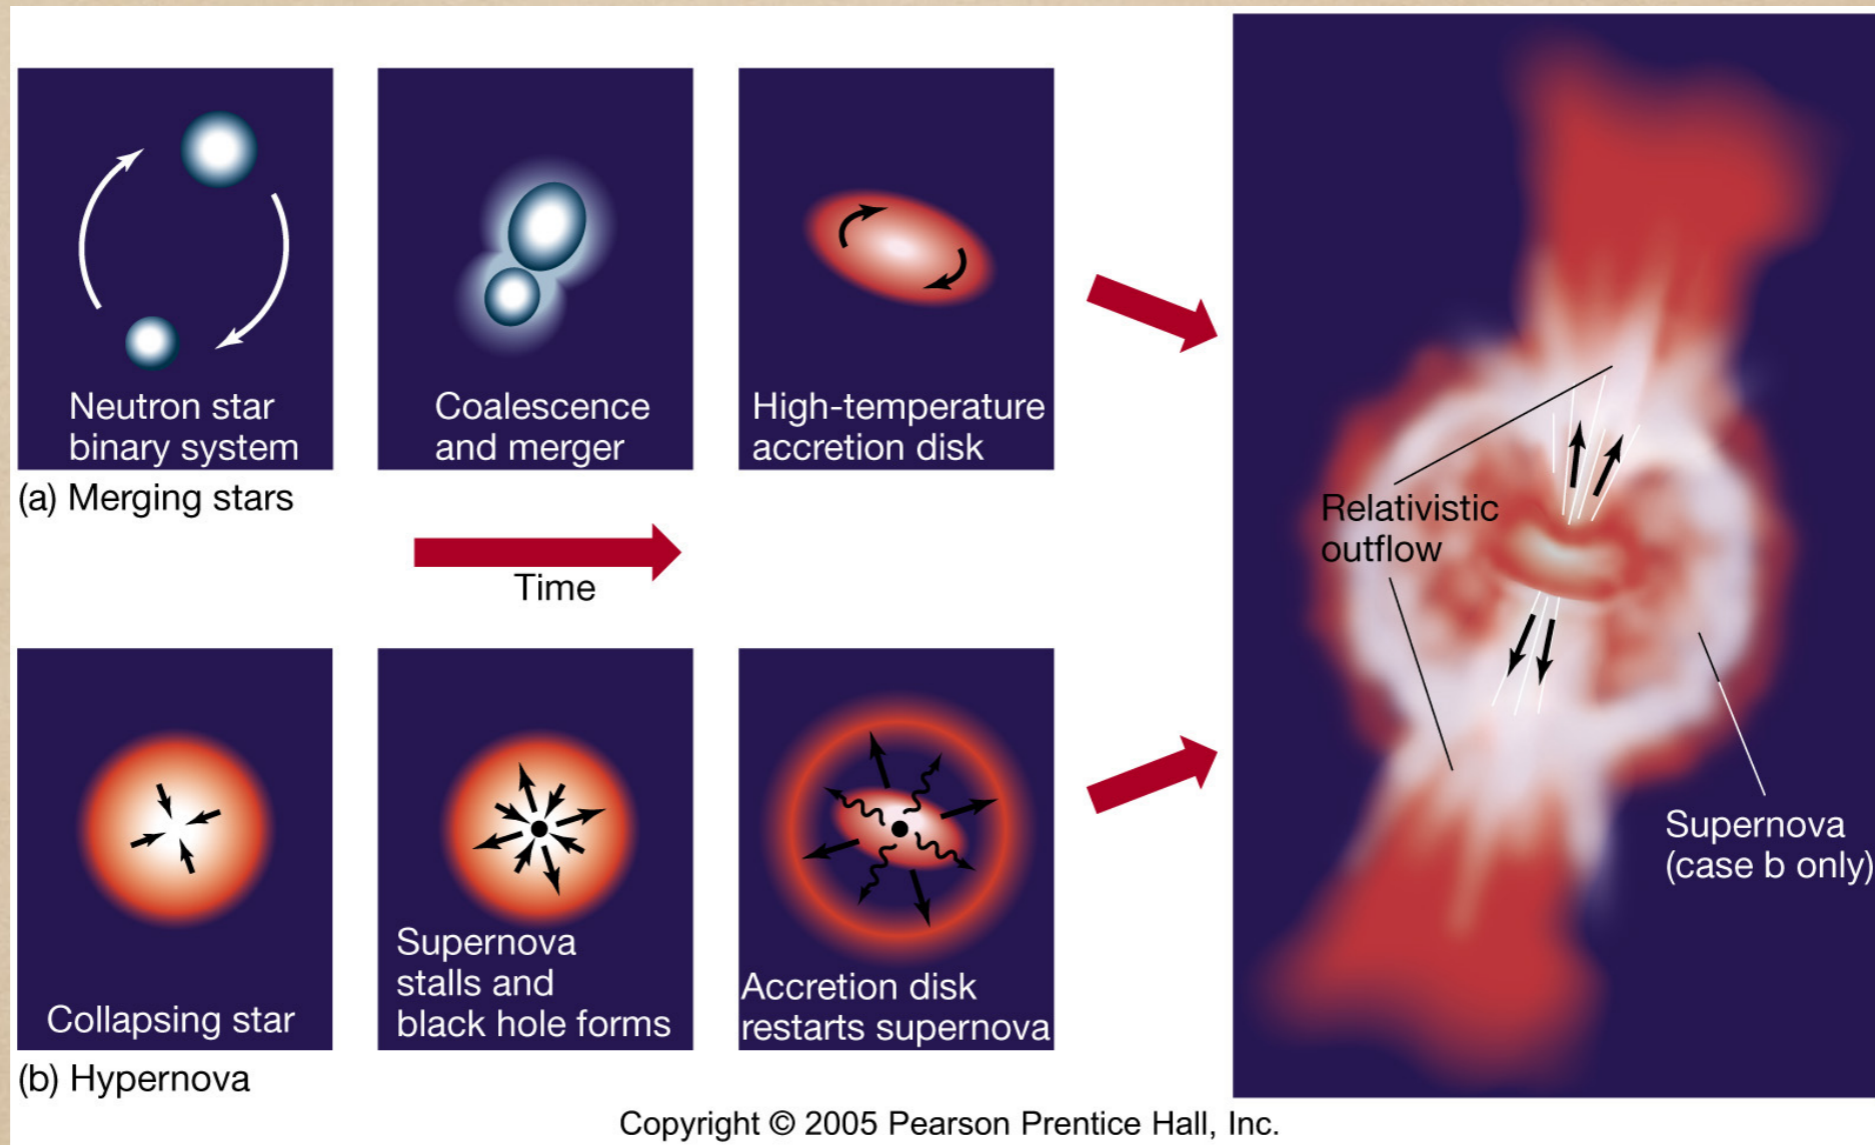 Neutron star
binary system
Coalescence
and merger
High-temperature
accretion disk
(a) Merging stars
Time
Relativistic
outflow
Supernova
(case b only)
Collapsing star
Supernova
stalls and
black hole forms
Accretion disk
restarts supernova
(b) Hypernova
Copyright © 2005 Pearson Prentice Hall, Inc.